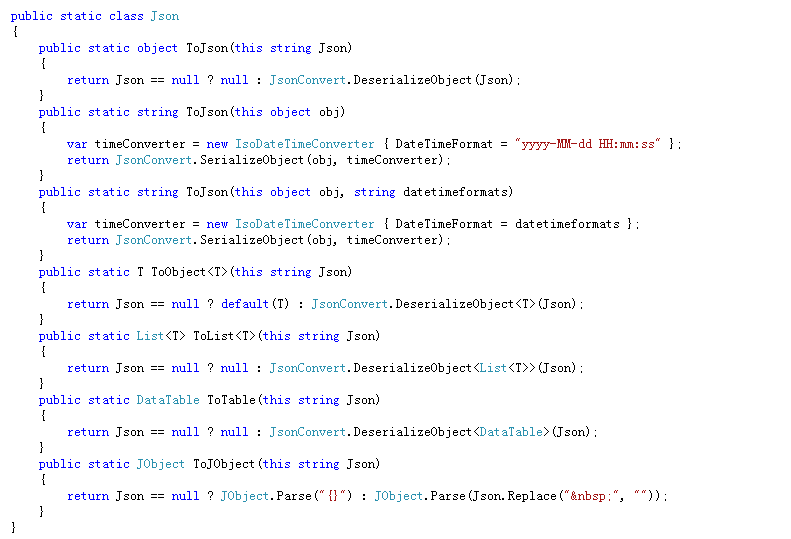 public static class Json
{
    public static object ToJson(this string Json)
    {
        return Json == null ? null : JsonConvert.DeserializeObject(Json);
    }
    public static string ToJson(this object obj)
    {
        var timeConverter = new IsoDateTimeConverter { DateTimeFormat = "yyyy-MM-dd HH:mm:ss" };
        return JsonConvert.SerializeObject(obj, timeConverter);
    }
    public static string ToJson(this object obj, string datetimeformats)
    {
        var timeConverter = new IsoDateTimeConverter { DateTimeFormat = datetimeformats };
        return JsonConvert.SerializeObject(obj, timeConverter);
    }
    public static T ToObject<T>(this string Json)
    {
        return Json == null ? default(T) : JsonConvert.DeserializeObject<T>(Json);
    }
    public static List<T> ToList<T>(this string Json)
    {
        return Json == null ? null : JsonConvert.DeserializeObject<List<T>>(Json);
    }
    public static DataTable ToTable(this string Json)
    {
        return Json == null ? null : JsonConvert.DeserializeObject<DataTable>(Json);
    }
    public static JObject ToJObject(this string Json)
    {
        return Json == null ? JObject.Parse("{}") : JObject.Parse(Json.Replace("&nbsp;", ""));
    }
}